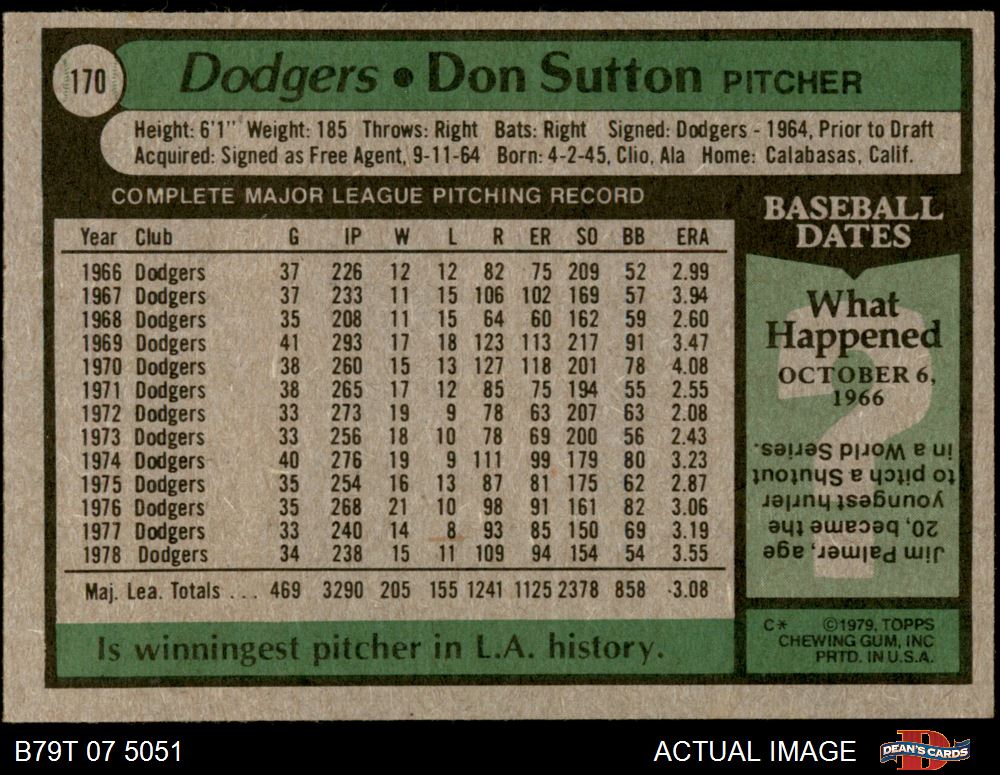 170
Dodgers • Don Sutton PITCHER
Height: 6'1" Weight: 185 Throws: Right Bats: Right Signed: Dodgers - 1964, Prior to Draft
Acquired: Signed as Free Agent, 9-11-64 Born: 4-2-45, Clio, Ala Home: Calabasas, Calif.
COMPLETE MAJOR LEAGUE PITCHING RECORD
Year Club G IP W L R ER SO BB ERA
1966 Dodgers 37 226 12 12 82 75 209 52 2.99
1967 Dodgers 37 233 11 15 106 102 169 57 3.94
1968 Dodgers 35 208 11 15 64 60 162 59 2.60
1969 Dodgers 41 293 17 18 123 113 217 91 3.47
1970 Dodgers 38 260 15 13 127 118 201 78 4.08
1971 Dodgers 38 265 17 12 85 75 194 55 2.55
1972 Dodgers 33 273 19 9 78 63 207 63 2.08
1973 Dodgers 33 256 18 10 78 69 200 56 2.43
1974 Dodgers 40 276 19 9 111 99 179 80 3.23
1975 Dodgers 35 254 16 13 87 81 175 62 2.87
1976 Dodgers 35 268 21 10 98 91 161 82 3.06
1977 Dodgers 33 240 14 8 93 85 150 69 3.19
1978 Dodgers 34 238 15 11 109 94 154 54 3.55
Maj. Lea. Totals ... 469 3290 205 155 1241 1125 2378 858 3.08
Is winningest pitcher in L.A. history.
BASEBALL
DATES
What
Happened
OCTOBER 6,
1966
Jim Palmer, age
20, became the
youngest hurler
to pitch a Shutout
in a World Series.
C* ©1979, TOPPS
CHEWING GUM, INC
PRTD. IN U.S.A.
B79T 07 5051
ACTUAL IMAGE
DEAN'S CARDS